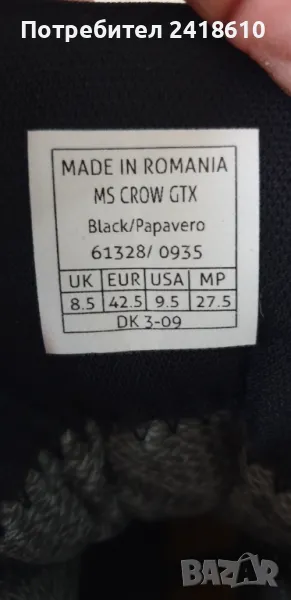 Потребител 2418610
MADE IN ROMANIA
MS CROW GTX
Black/Papavero
61328/ 0935
UK EUR USA MP
8.5 42.5 9.5 27.5
DK 3-09
BAZAR